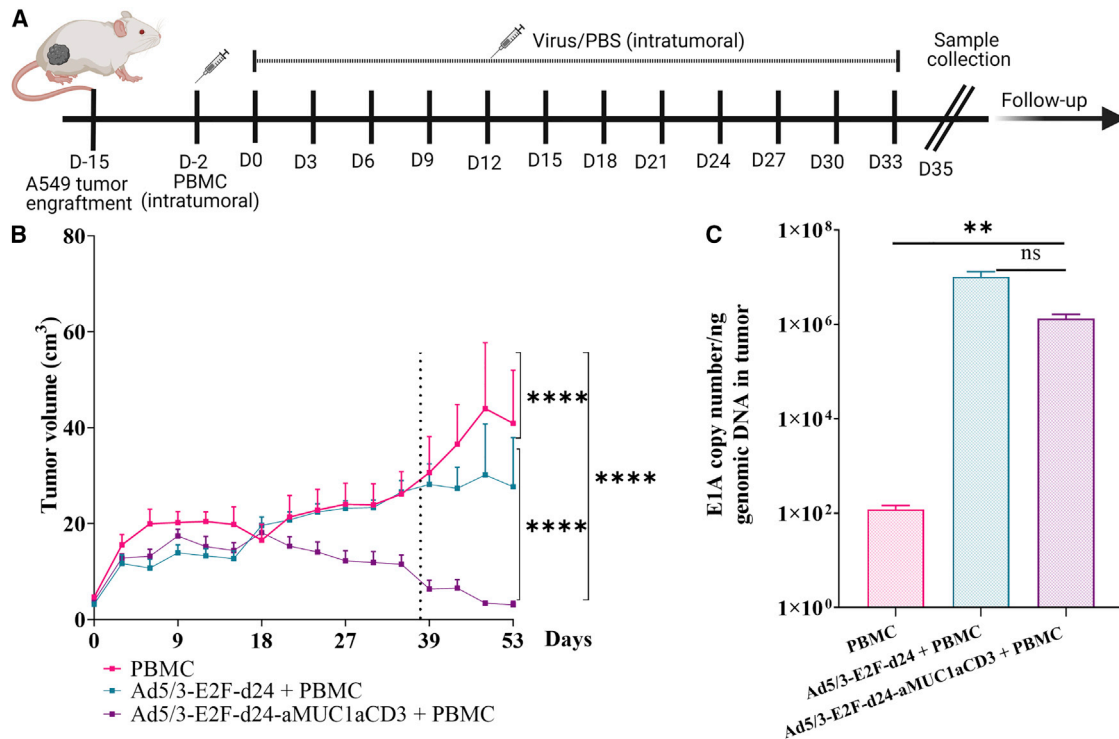 A
Virus/PBS (intratumoral)
Sample
collection
Follow-up
D-15
D-2
D0
D3
D6
D9
D12
D15
D18
D21
D24
D27
D30
D33
D35
A549 tumor
engraftment
PBMC
(intratumoral)
B
Tumor volume (cm³)
80
60
40
20
0
0
9
18
27
39
53
Days
****
****
****
PBMC
Ad5/3-E2F-d24 + PBMC
Ad5/3-E2F-d24-aMUC1aCD3 + PBMC
C
E1A copy number/ng
genomic DNA in tumor
1×10⁸
1×10⁶
1×10⁴
1×10²
1×10⁰
**
ns
PBMC
Ad5/3-E2F-d24 + PBMC
Ad5/3-E2F-d24-aMUC1aCD3 + PBMC